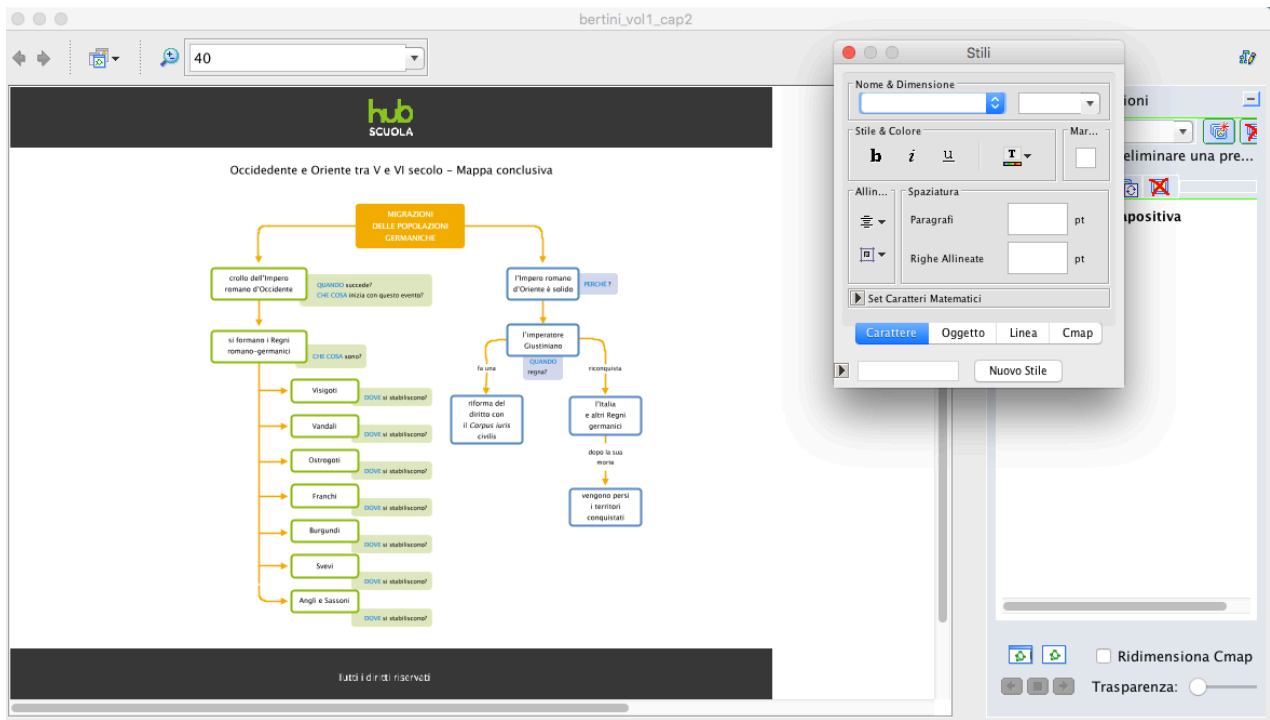 bertini_vol1_cap2
40
hub
SCUOLA
Occidedente e Oriente tra V e VI secolo – Mappa conclusiva
MIGRAZIONI
DELLE POPOLAZIONI
GERMANICHE
crollo dell'Impero
romano d'Occidente
QUANDO succede?
CHE COSA inizia con questo evento?
l'Impero romano
d'Oriente è solido
PERCHÉ ?
si formano i Regni
romano-germanici
CHE COSA sono?
l'imperatore
Giustiniano
QUANDO
regna?
fa una
riconquista
Visigoti
DOVE si stabiliscono?
Vandali
DOVE si stabiliscono?
Ostrogoti
DOVE si stabiliscono?
Franchi
DOVE si stabiliscono?
Burgundi
DOVE si stabiliscono?
Svevi
DOVE si stabiliscono?
Angli e Sassoni
DOVE si stabiliscono?
riforma del
diritto con
il Corpus iuris
civilis
l'Italia
e altri Regni
germanici
dopo la sua
morte
vengono persi
i territori
conquistati
Tutti i diritti riservati
Stili
Nome & Dimensione
Stile & Colore
Mar...
b i u T
Allin...
Spaziatura
Paragrafi
pt
Righe Allineate
pt
Set Caratteri Matematici
Carattere Oggetto Linea Cmap
Nuovo Stile
ioni
eliminare una pre...
apositiva
Ridimensiona Cmap
Trasparenza: